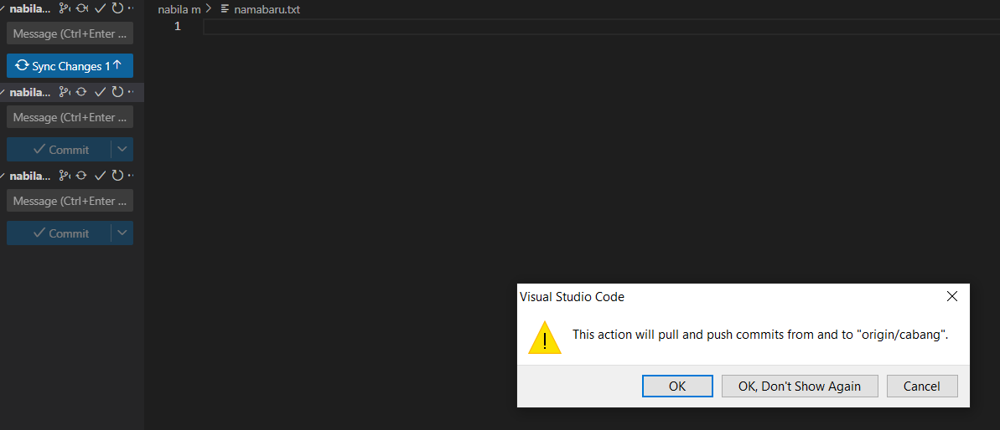 nabila...
Message (Ctrl+Enter ...
Sync Changes 1↑
nabila...
Message (Ctrl+Enter ...
Commit
nabila...
Message (Ctrl+Enter ...
Commit
nabila m > namabaru.txt
1
Visual Studio Code
This action will pull and push commits from and to "origin/cabang".
OK
OK, Don't Show Again
Cancel